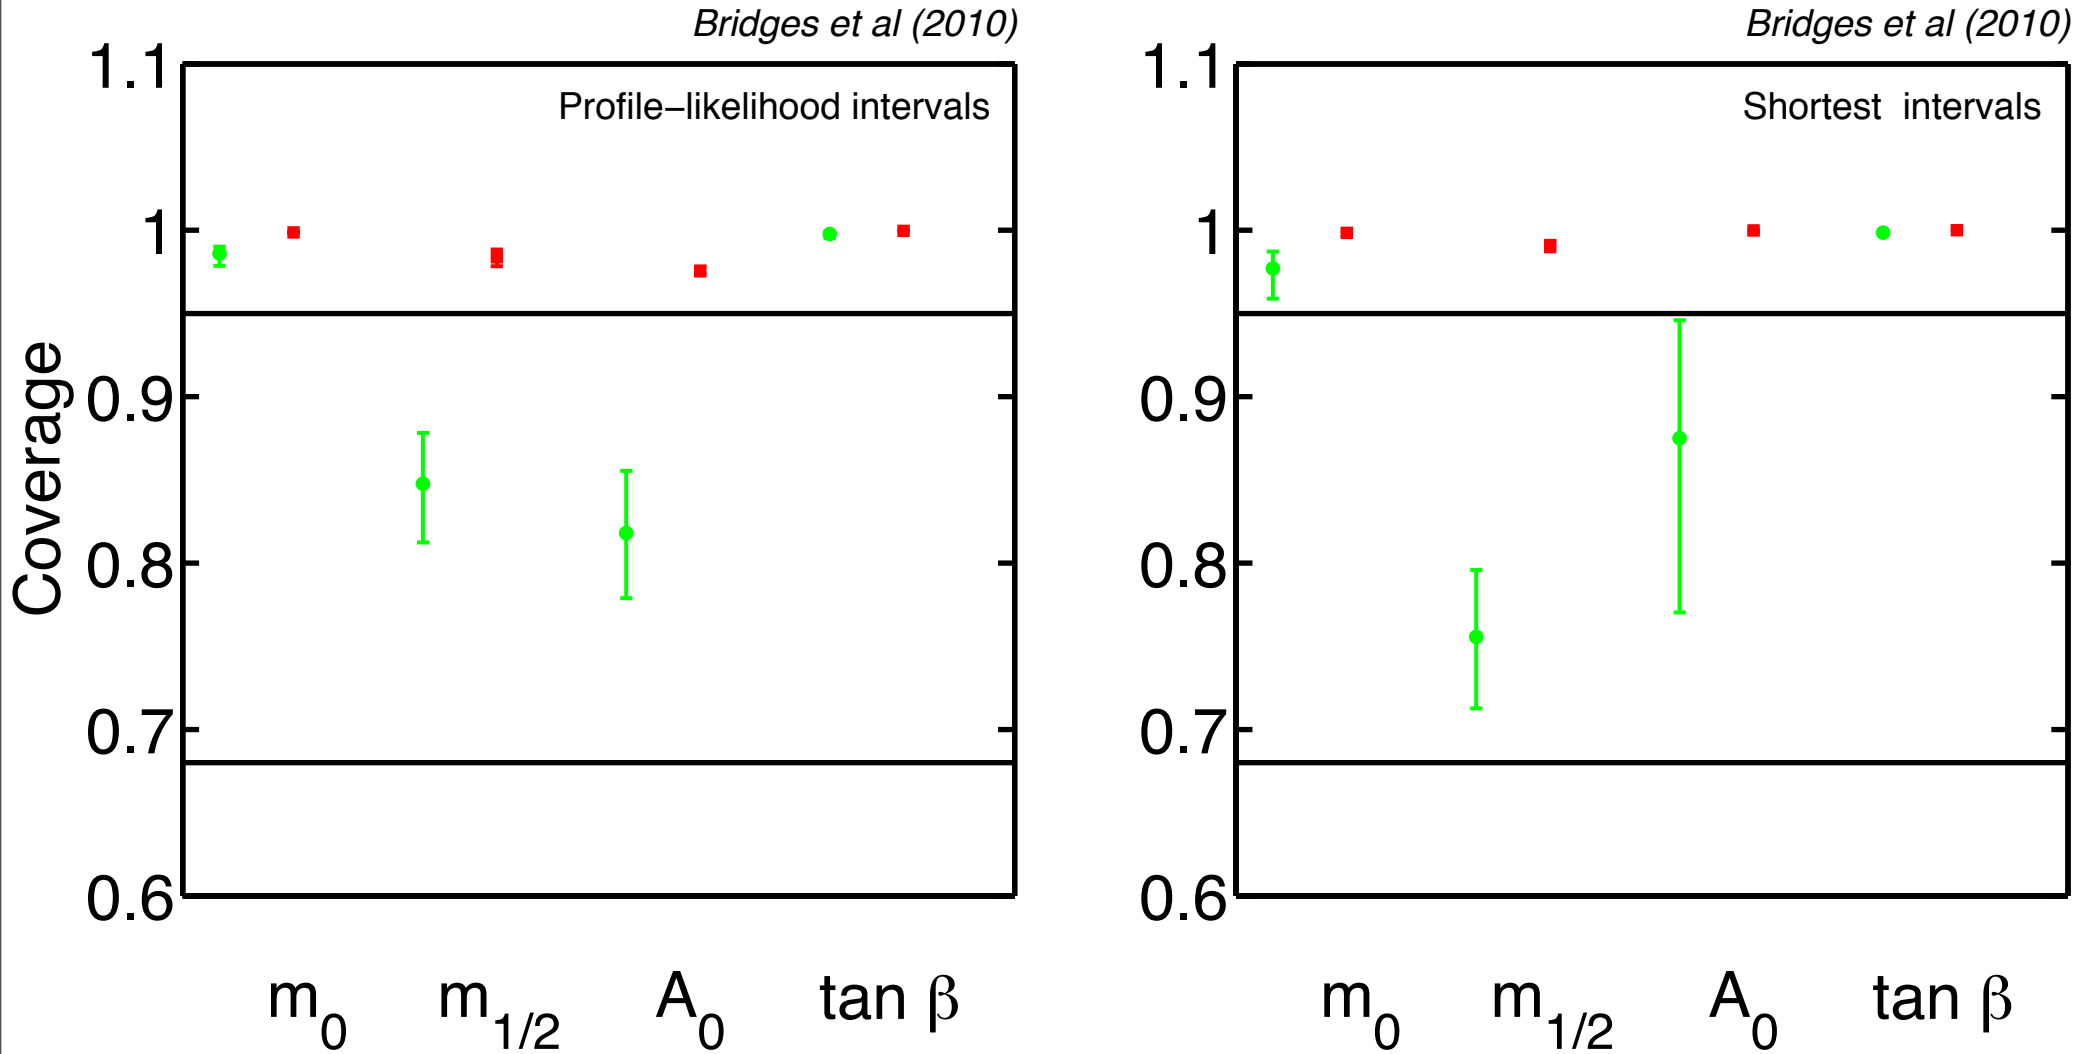 Bridges et al (2010)
Profile−likelihood intervals
Coverage
1.1
1
0.9
0.8
0.7
0.6
m0 m1/2 A0 tan β
Bridges et al (2010)
Shortest intervals
1.1
1
0.9
0.8
0.7
0.6
m0 m1/2 A0 tan β